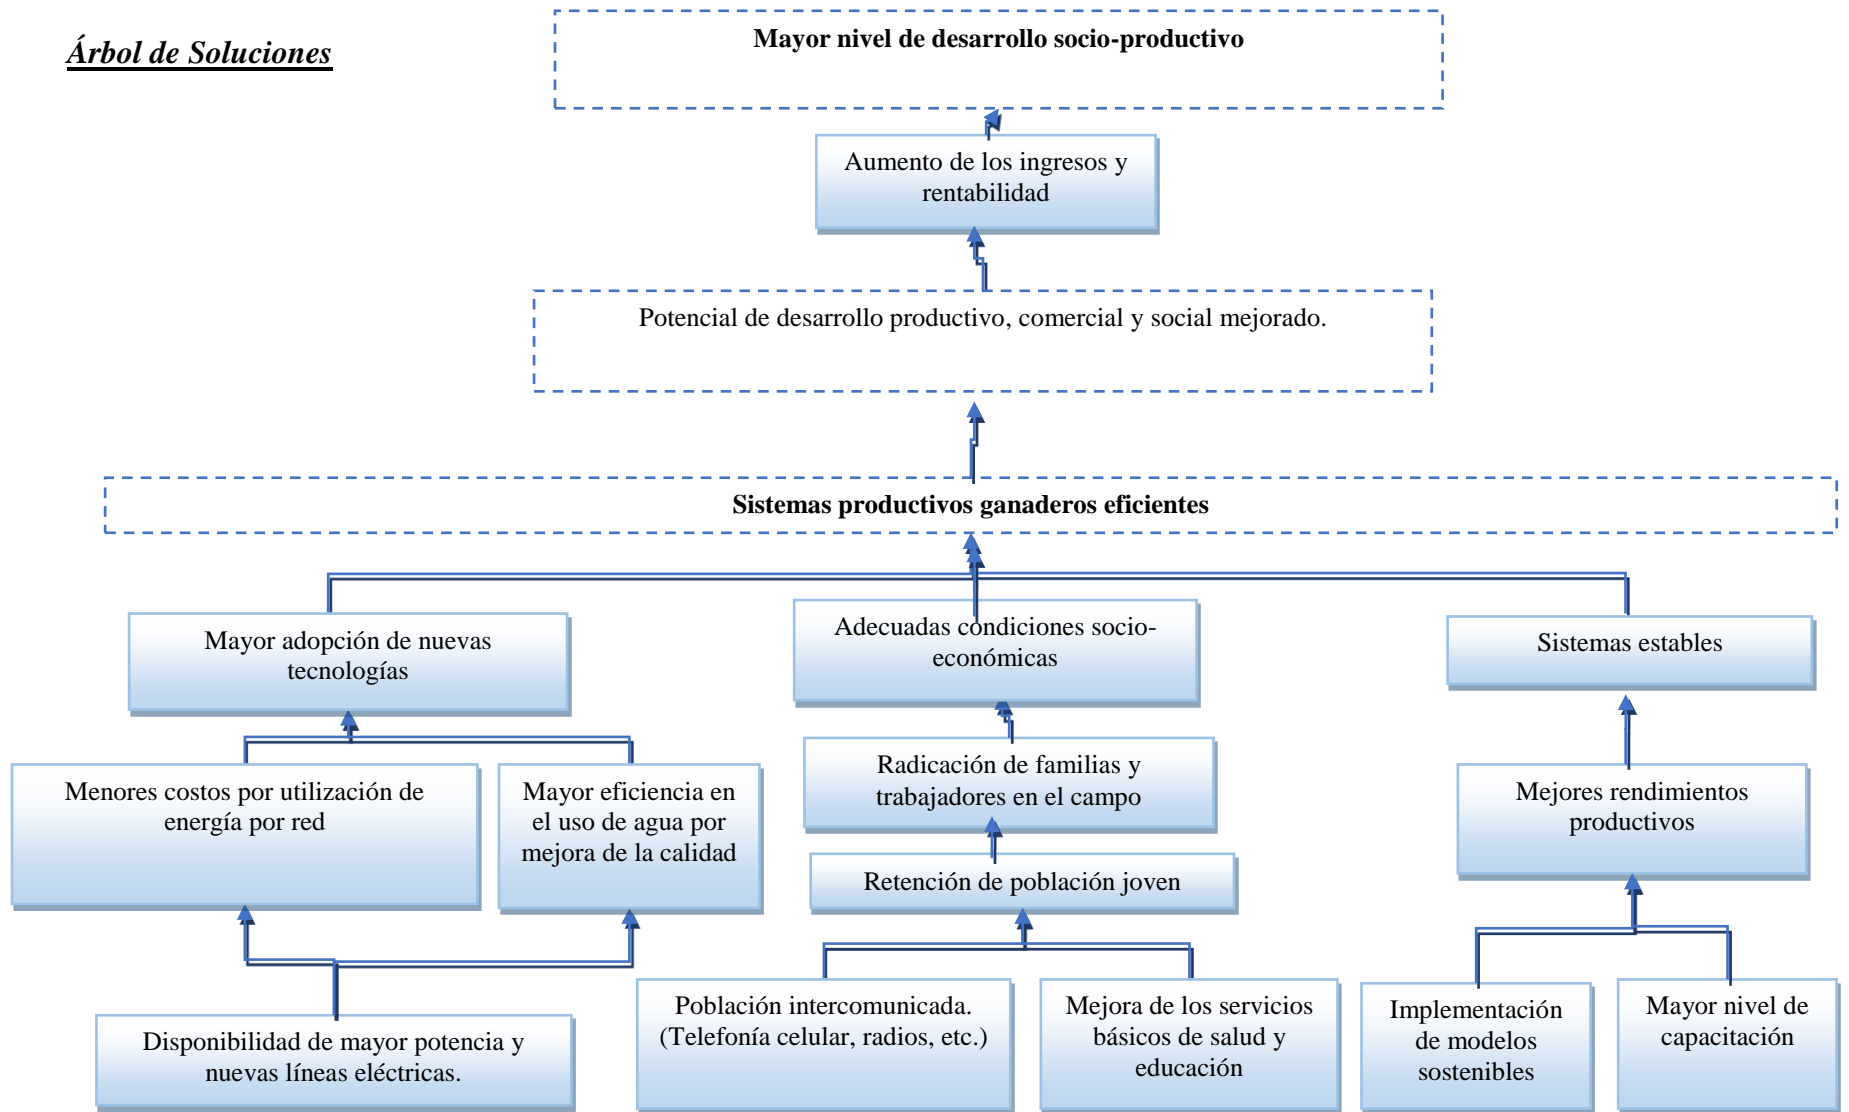 Árbol de Soluciones
Mayor nivel de desarrollo socio-productivo
Aumento de los ingresos y
rentabilidad
Potencial de desarrollo productivo, comercial y social mejorado.
Sistemas productivos ganaderos eficientes
Mayor adopción de nuevas
tecnologías
Adecuadas condiciones socio-
económicas
Sistemas estables
Menores costos por utilización de
energía por red
Mayor eficiencia en
el uso de agua por
mejora de la calidad
Radicación de familias y
trabajadores en el campo
Mejores rendimientos
productivos
Retención de población joven
Disponibilidad de mayor potencia y
nuevas líneas eléctricas.
Población intercomunicada.
(Telefonía celular, radios, etc.)
Mejora de los servicios
básicos de salud y
educación
Implementación
de modelos
sostenibles
Mayor nivel de
capacitación